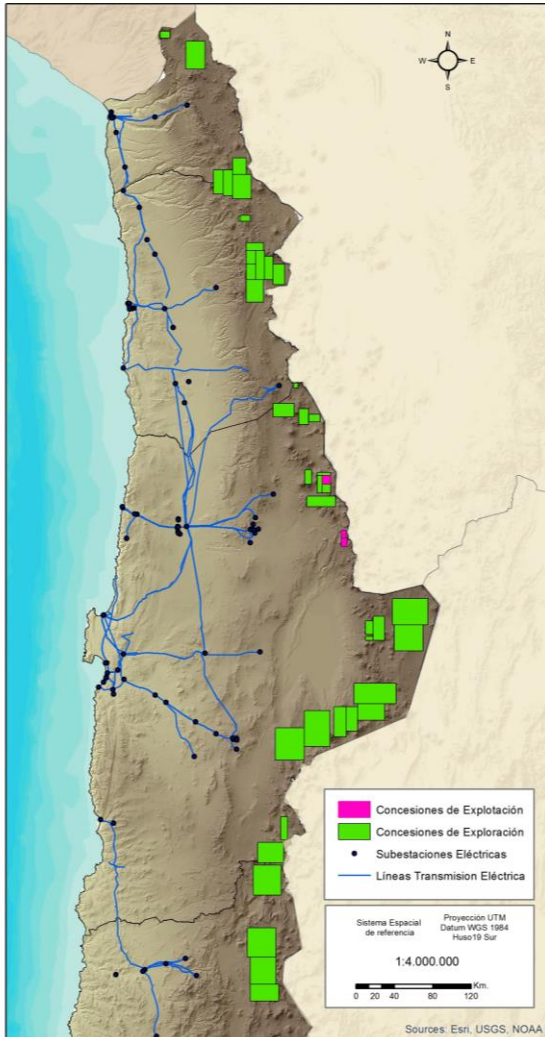 N
W E
S
Concesiones de Explotación
Concesiones de Exploración
Subestaciones Eléctricas
Líneas Transmision Eléctrica
Sistema Espacial
de referencia
Proyección UTM
Datum WGS 1984
Huso19 Sur
1:4.000.000
Km.
0 20 40 80 120
Sources: Esri, USGS, NOAA